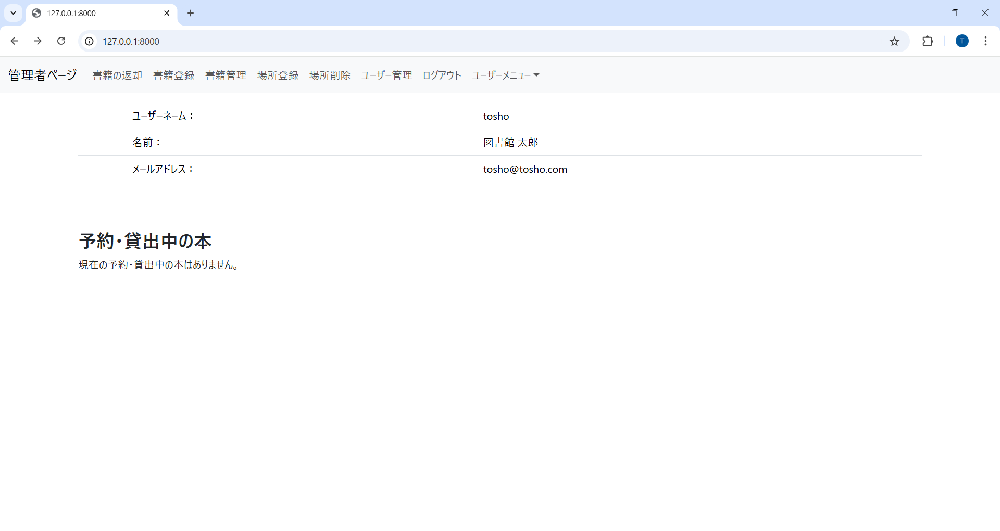 127.0.0.1:8000
127.0.0.1:8000
T
管理者ページ 書籍の返却 書籍登録 書籍管理 場所登録 場所削除 ユーザー管理 ログアウト ユーザーメニュー
ユーザーネーム： tosho
名前： 図書館 太郎
メールアドレス： tosho@tosho.com
予約・貸出中の本
現在の予約・貸出中の本はありません。